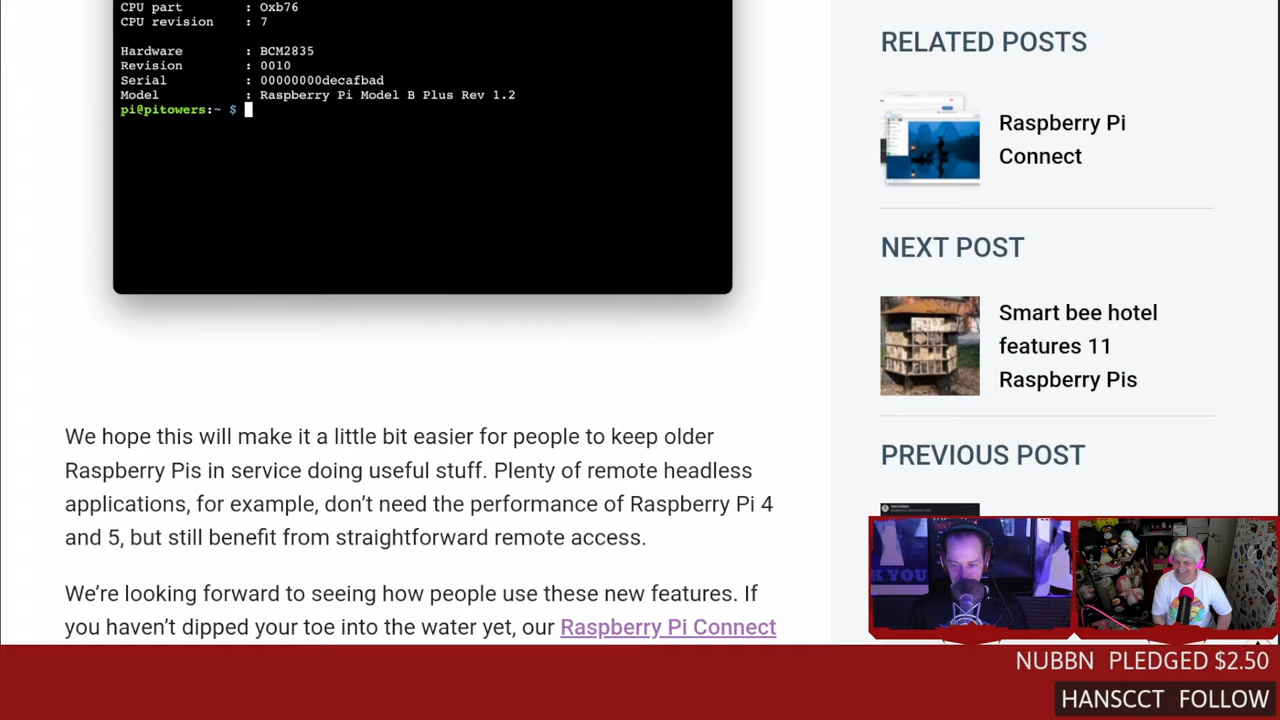 CPU part : 0xb76
CPU revision : 7
Hardware : BCM2835
Revision : 0010
Serial : 00000000decafbad
Model : Raspberry Pi Model B Plus Rev 1.2
pi@pitowers:~ $
We hope this will make it a little bit easier for people to keep older
Raspberry Pis in service doing useful stuff. Plenty of remote headless
applications, for example, don’t need the performance of Raspberry Pi 4
and 5, but still benefit from straightforward remote access.
We’re looking forward to seeing how people use these new features. If
you haven’t dipped your toe into the water yet, our Raspberry Pi Connect
RELATED POSTS
Raspberry Pi
Connect
NEXT POST
Smart bee hotel
features 11
Raspberry Pis
PREVIOUS POST
K YOU
NUBBN PLEDGED $2.50
HANSCCT FOLLOW